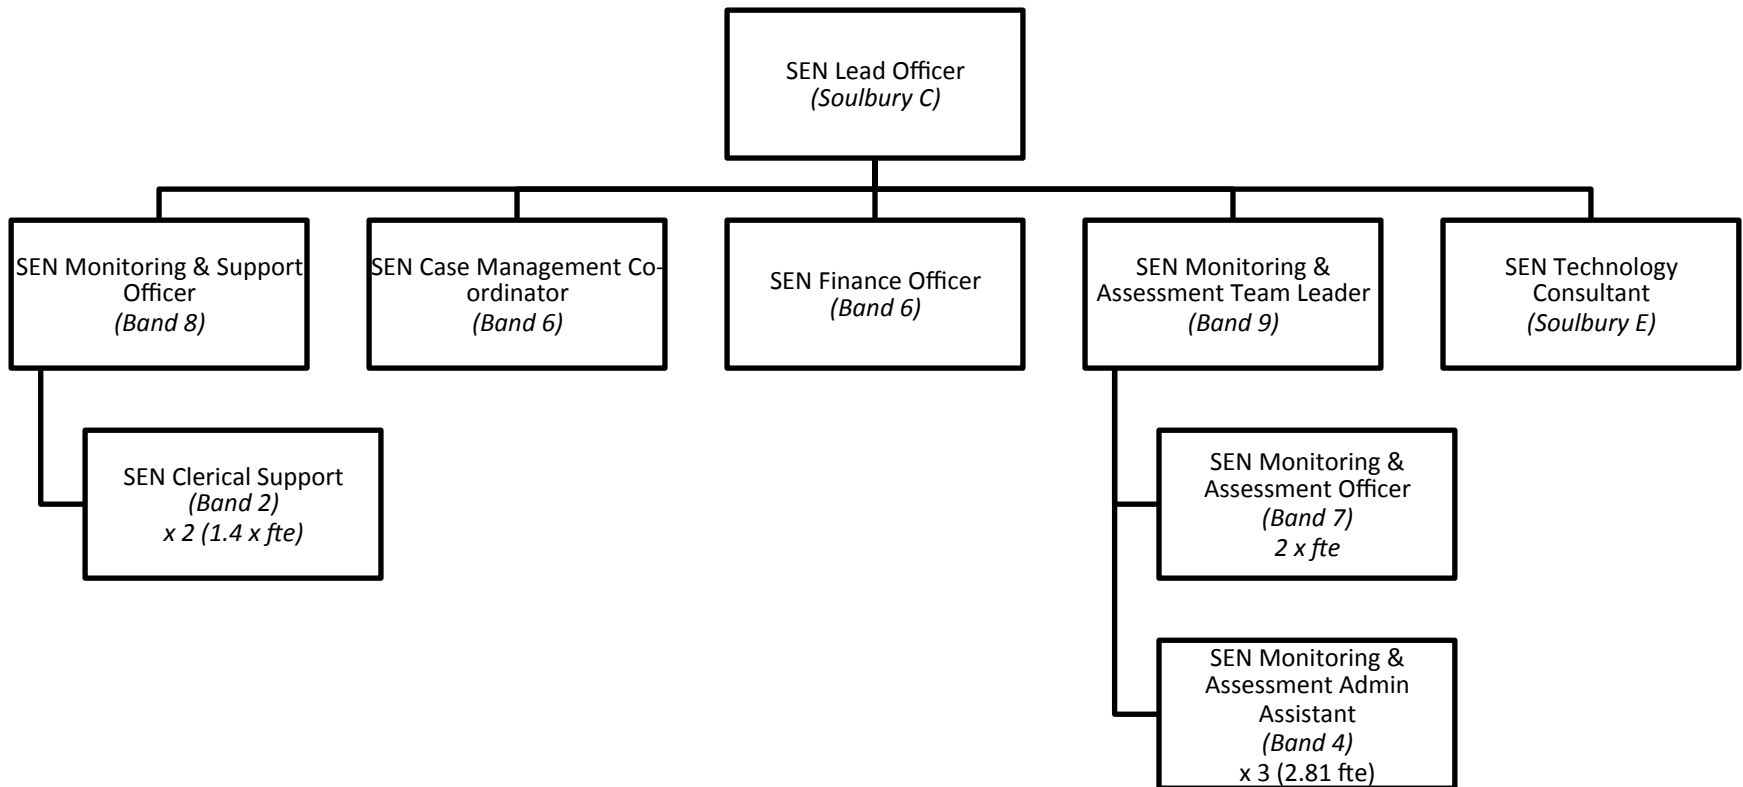 SEN Lead Officer
(Soulbury C)
SEN Monitoring & Support
Officer
(Band 8)
SEN Case Management Co-
ordinator
(Band 6)
SEN Finance Officer
(Band 6)
SEN Monitoring &
Assessment Team Leader
(Band 9)
SEN Technology
Consultant
(Soulbury E)
SEN Clerical Support
(Band 2)
x 2 (1.4 x fte)
SEN Monitoring &
Assessment Officer
(Band 7)
2 x fte
SEN Monitoring &
Assessment Admin
Assistant
(Band 4)
x 3 (2.81 fte)